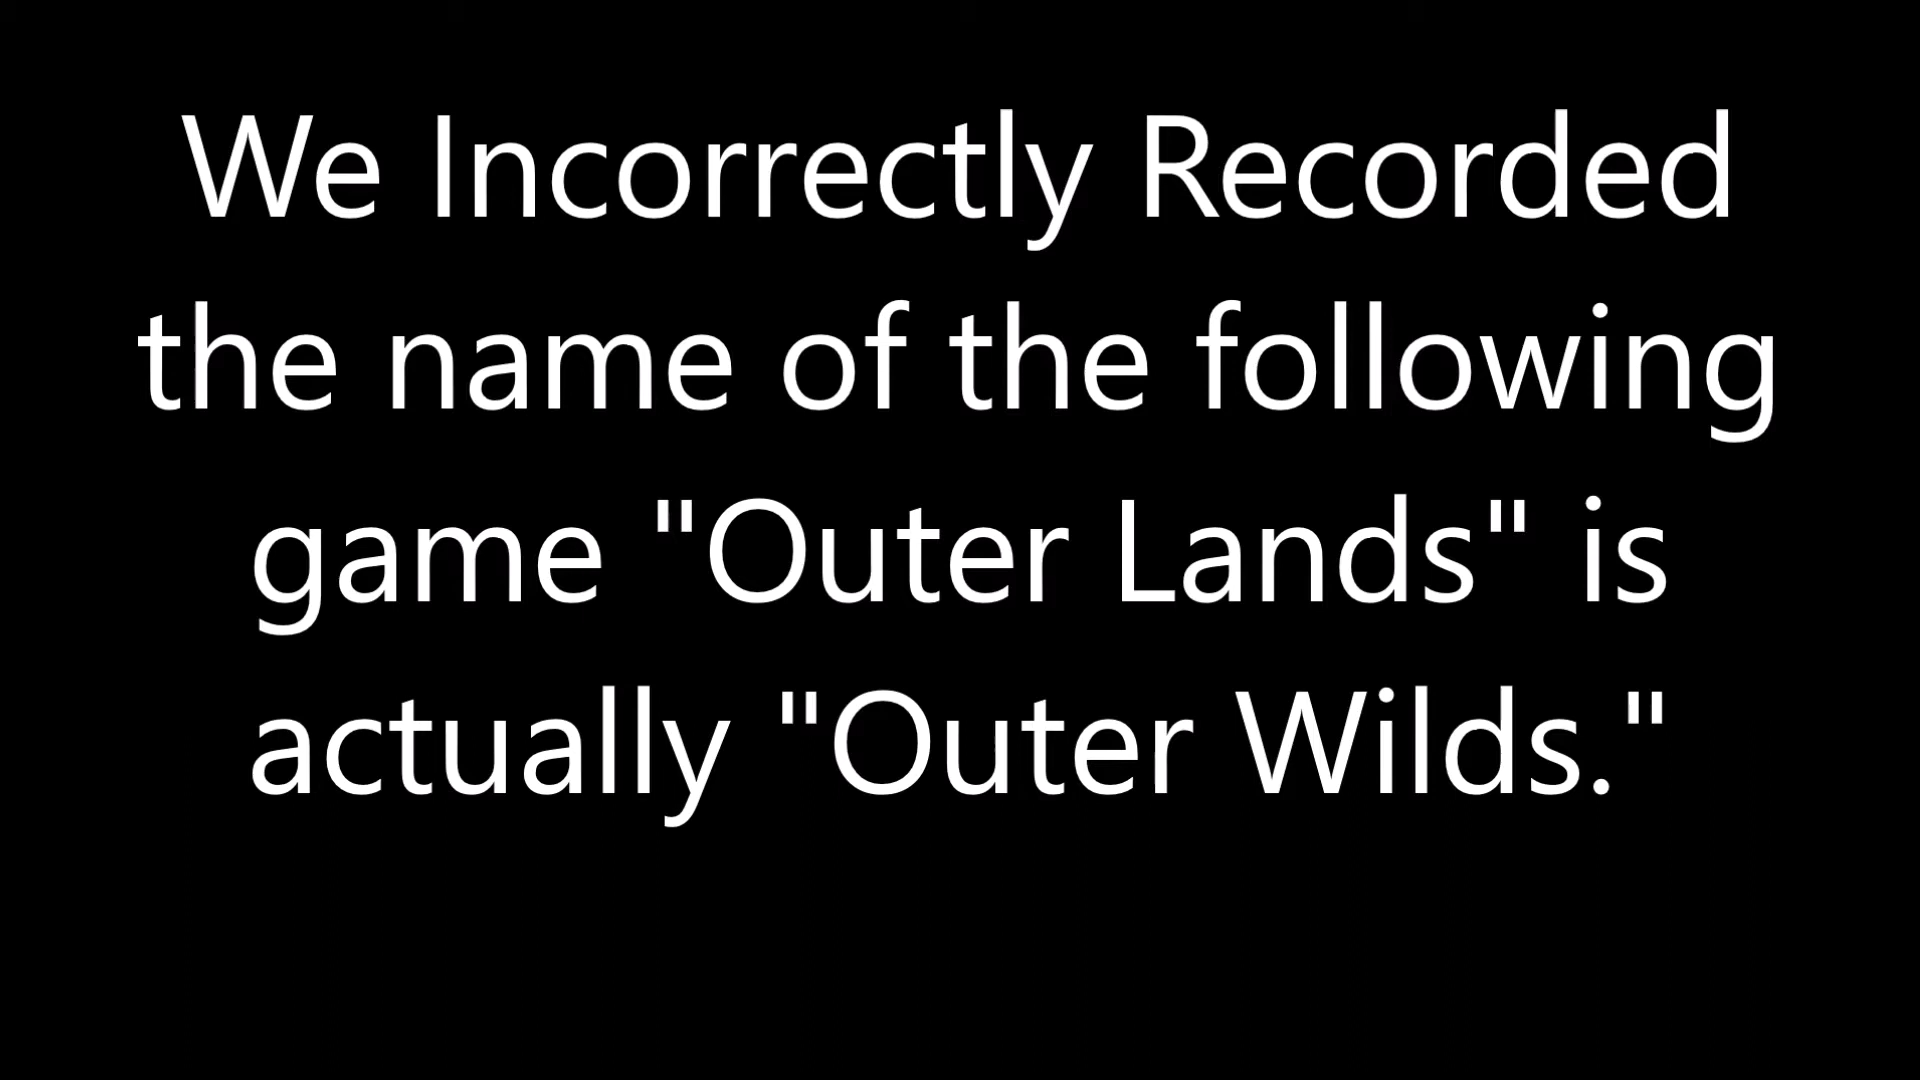 We Incorrectly Recorded
the name of the following
game "Outer Lands" is
actually "Outer Wilds."